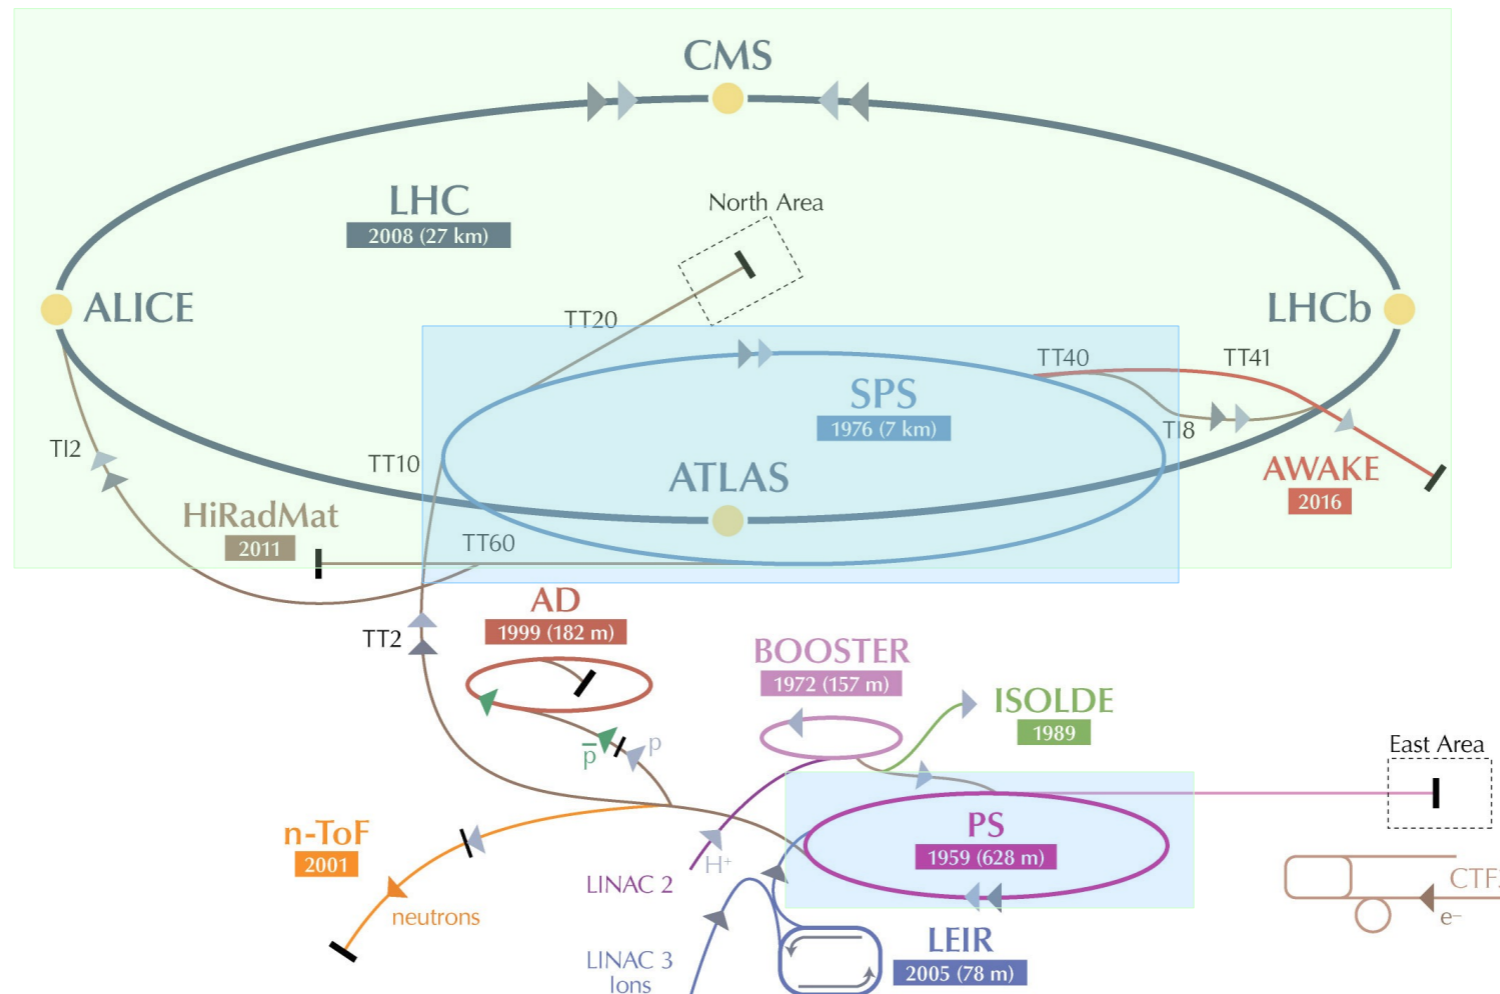 CMS
LHC
2008 (27 km)
North Area
ALICE
LHCb
TT20
TT40
TT41
SPS
1976 (7 km)
TI8
TI2
TT10
ATLAS
AWAKE
2016
HiRadMat
2011
TT60
AD
1999 (182 m)
TT2
BOOSTER
1972 (157 m)
ISOLDE
1989
p̅
p
East Area
n-ToF
2001
PS
1959 (628 m)
H⁺
LINAC 2
neutrons
CTF
e⁻
LEIR
2005 (78 m)
LINAC 3
Ions